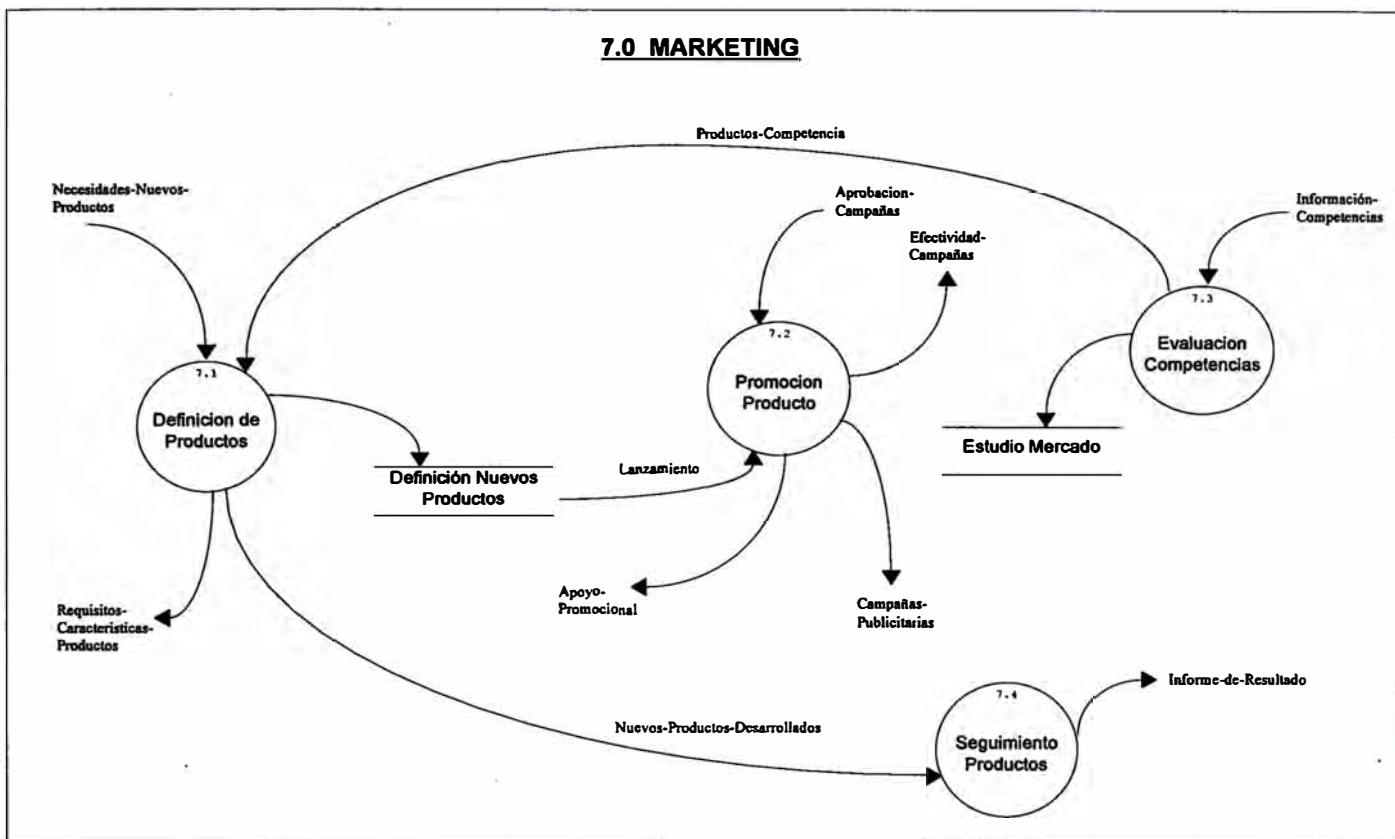 7.0 MARKETING
Productos-Competencia
Necesidades-Nuevos-
Productos
Aprobacion-
Campañas
Información-
Competencias
Efectividad-
Campañas
7.3
Evaluacion
Competencias
7.2
Promocion
Producto
7.1
Definicion de
Productos
Estudio Mercado
Definición Nuevos
Productos
Lanzamiento
Apoyo-
Promocional
Campañas-
Publicitarias
Requisitos-
Caracteristicas-
Productos
7.4
Seguimiento
Productos
Informe-de-Resultado
Nuevos-Productos-Desarrollados